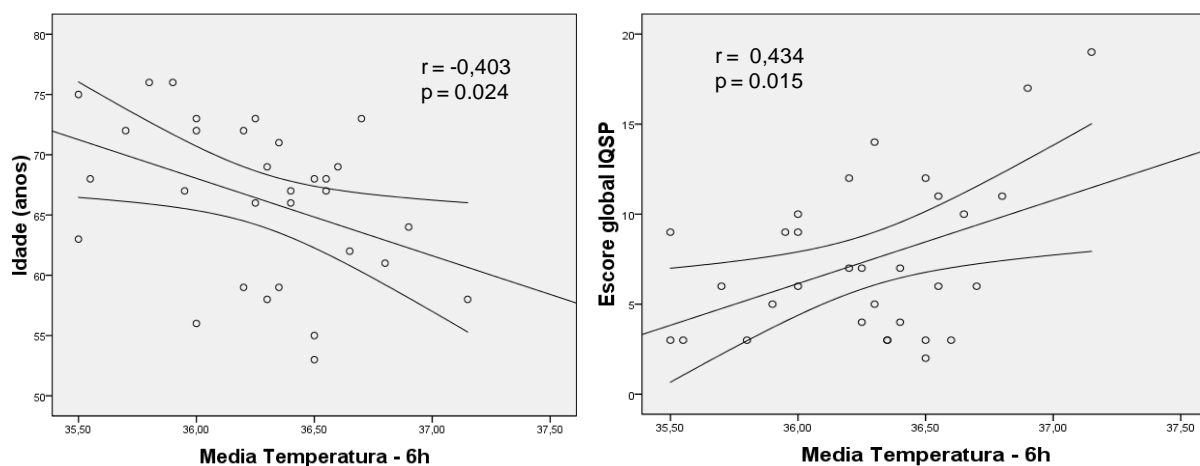 80
75
70
65
60
55
50
Idade (anos)
r = -0,403
p = 0.024
35,50
36,00
36,50
37,00
37,50
Media Temperatura - 6h
20
15
10
5
0
Escore global IQSP
r = 0,434
p = 0.015
35,50
36,00
36,50
37,00
37,50
Media Temperatura - 6h